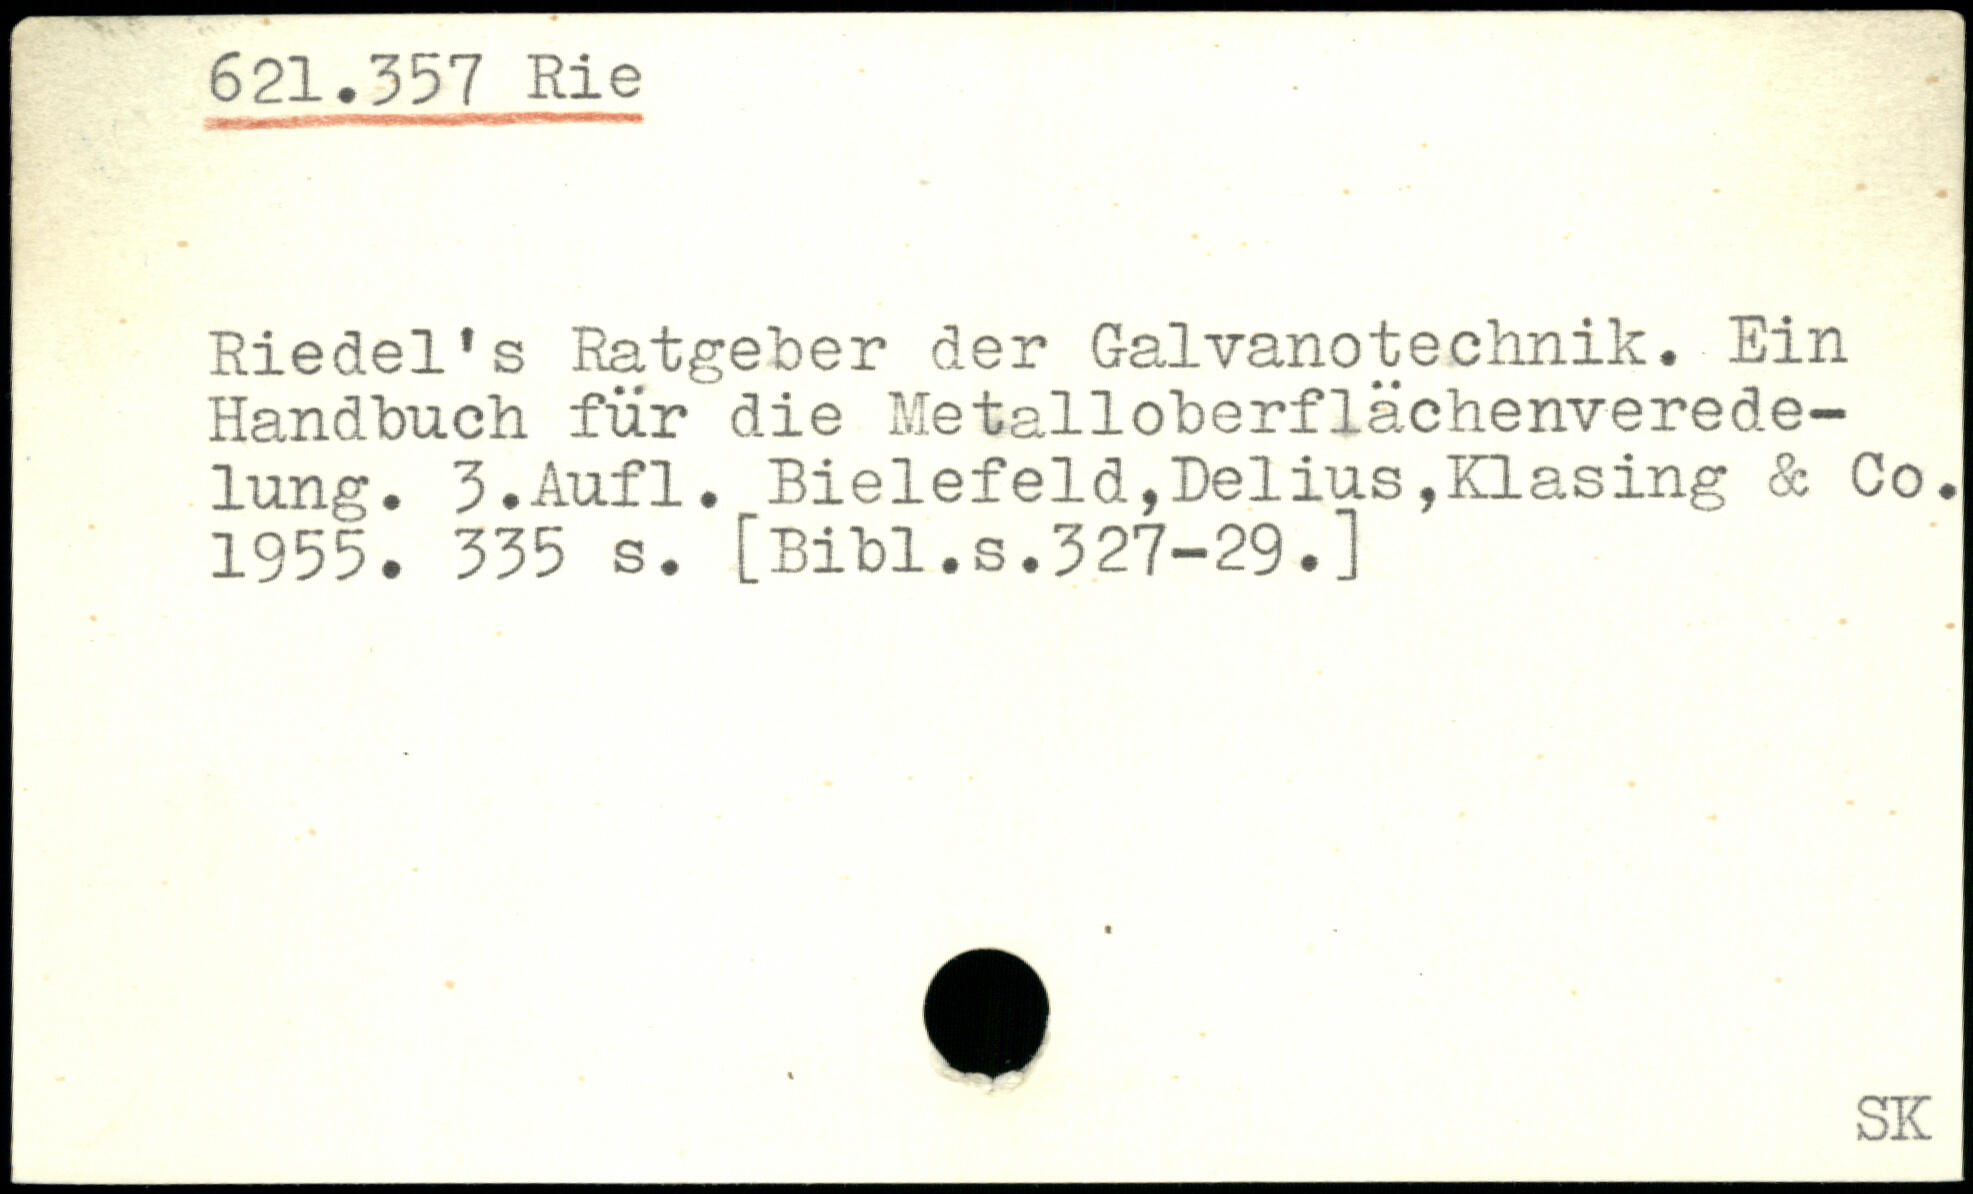 621.357 Rie
Riedel's Ratgeber der Galvanotechnik. Ein
Handbuch für die Metalloberflächenverede-
lung. 3.Aufl. Bielefeld,Delius,Klasing & Co.
1955. 335 s. [Bibl.s.327-29.]
SK